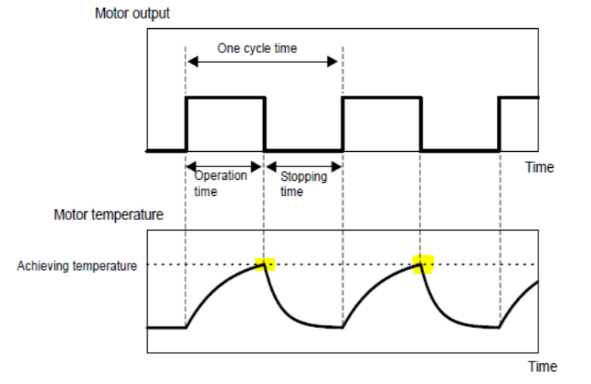 Motor output
One cycle time
Operation
time
Stopping
time
Time
Motor temperature
Achieving temperature
Time